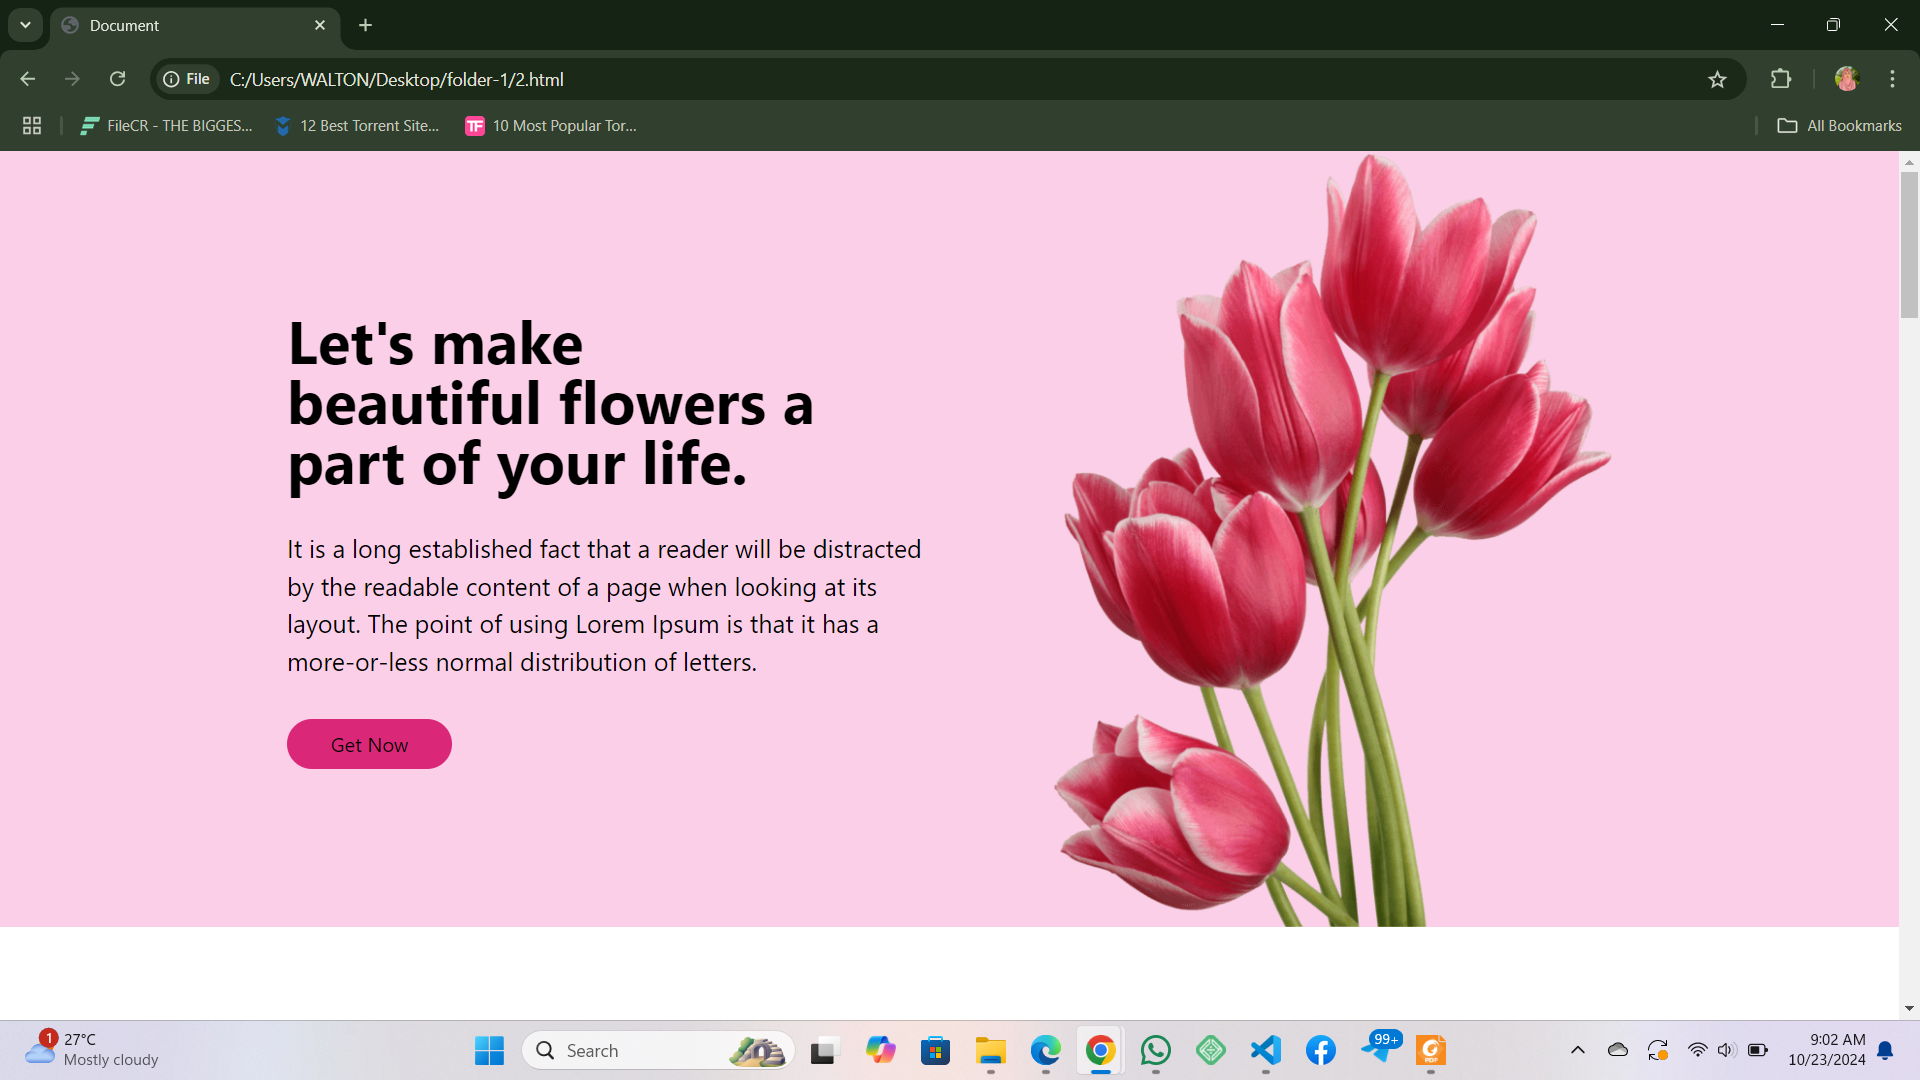 Document
File
C:/Users/WALTON/Desktop/folder-1/2.html
FileCR - THE BIGGES...
12 Best Torrent Site...
TF
10 Most Popular Tor...
All Bookmarks
Let's make
beautiful flowers a
part of your life.
It is a long established fact that a reader will be distracted
by the readable content of a page when looking at its
layout. The point of using Lorem Ipsum is that it has a
more-or-less normal distribution of letters.
Get Now
1
27°C
Mostly cloudy
Search
99+
PDF
9:02 AM
10/23/2024